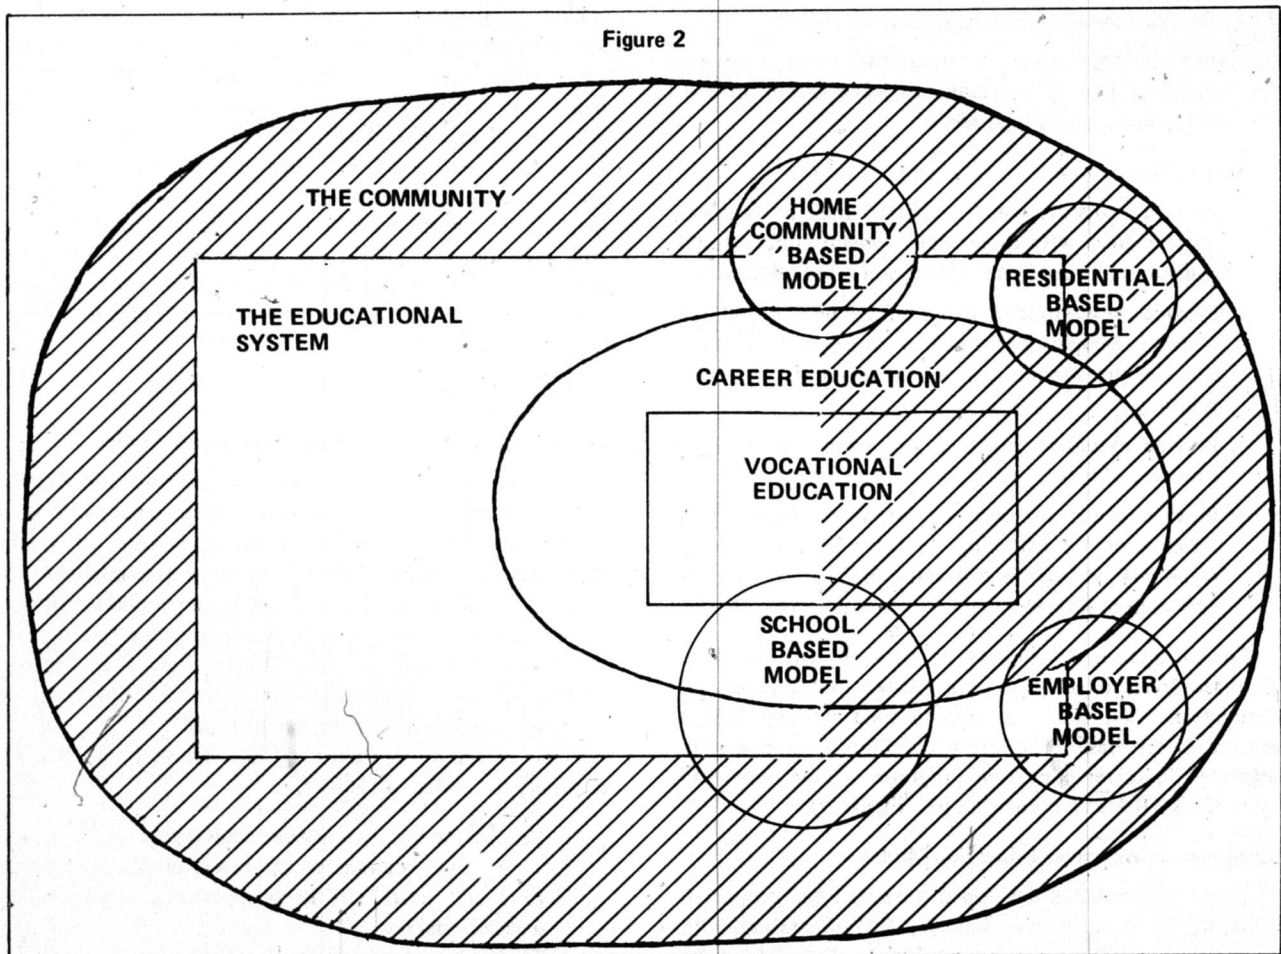 Figure 2
THE COMMUNITY
HOME
COMMUNITY
BASED
MODEL
RESIDENTIAL
BASED
MODEL
THE EDUCATIONAL
SYSTEM
CAREER EDUCATION
VOCATIONAL
EDUCATION
SCHOOL
BASED
MODEL
EMPLOYER
BASED
MODEL